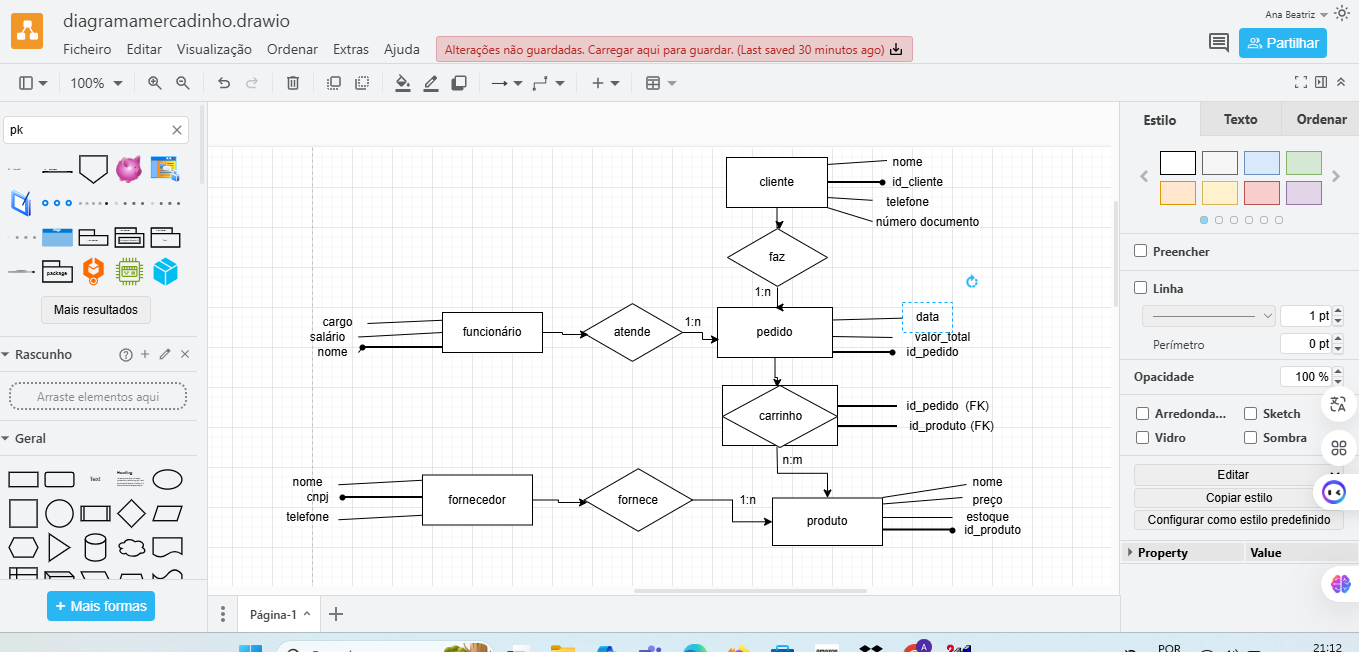 diagramamercadinho.drawio
Ana Beatriz
Ficheiro Editar Visualização Ordenar Extras Ajuda
Alterações não guardadas. Carregar aqui para guardar. (Last saved 30 minutos ago)
Partilhar
100%
pk
Estilo Texto Ordenar
package
Mais resultados
Rascunho
Arraste elementos aqui
Geral
Text
Heading
+ Mais formas
cliente
nome
id_cliente
telefone
número documento
faz
1:n
cargo
salário
nome
funcionário
atende
1:n
pedido
data
valor_total
id_pedido
carrinho
id_pedido (FK)
id_produto (FK)
n:m
nome
cnpj
telefone
fornecedor
fornece
1:n
produto
nome
preço
estoque
id_produto
Preencher
Linha
1 pt
Perímetro
0 pt
Opacidade
100 %
Arredonda...
Sketch
Vidro
Sombra
Editar
Copiar estilo
Configurar como estilo predefinido
Property Value
Página-1
A
POR
21:12